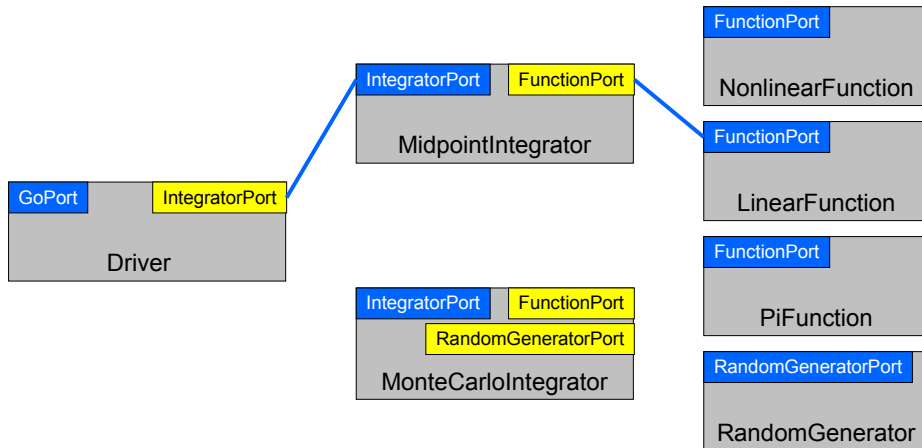 GoPort
IntegratorPort
Driver
IntegratorPort
FunctionPort
MidpointIntegrator
IntegratorPort
FunctionPort
RandomGeneratorPort
MonteCarloIntegrator
FunctionPort
NonlinearFunction
FunctionPort
LinearFunction
FunctionPort
PiFunction
RandomGeneratorPort
RandomGenerator